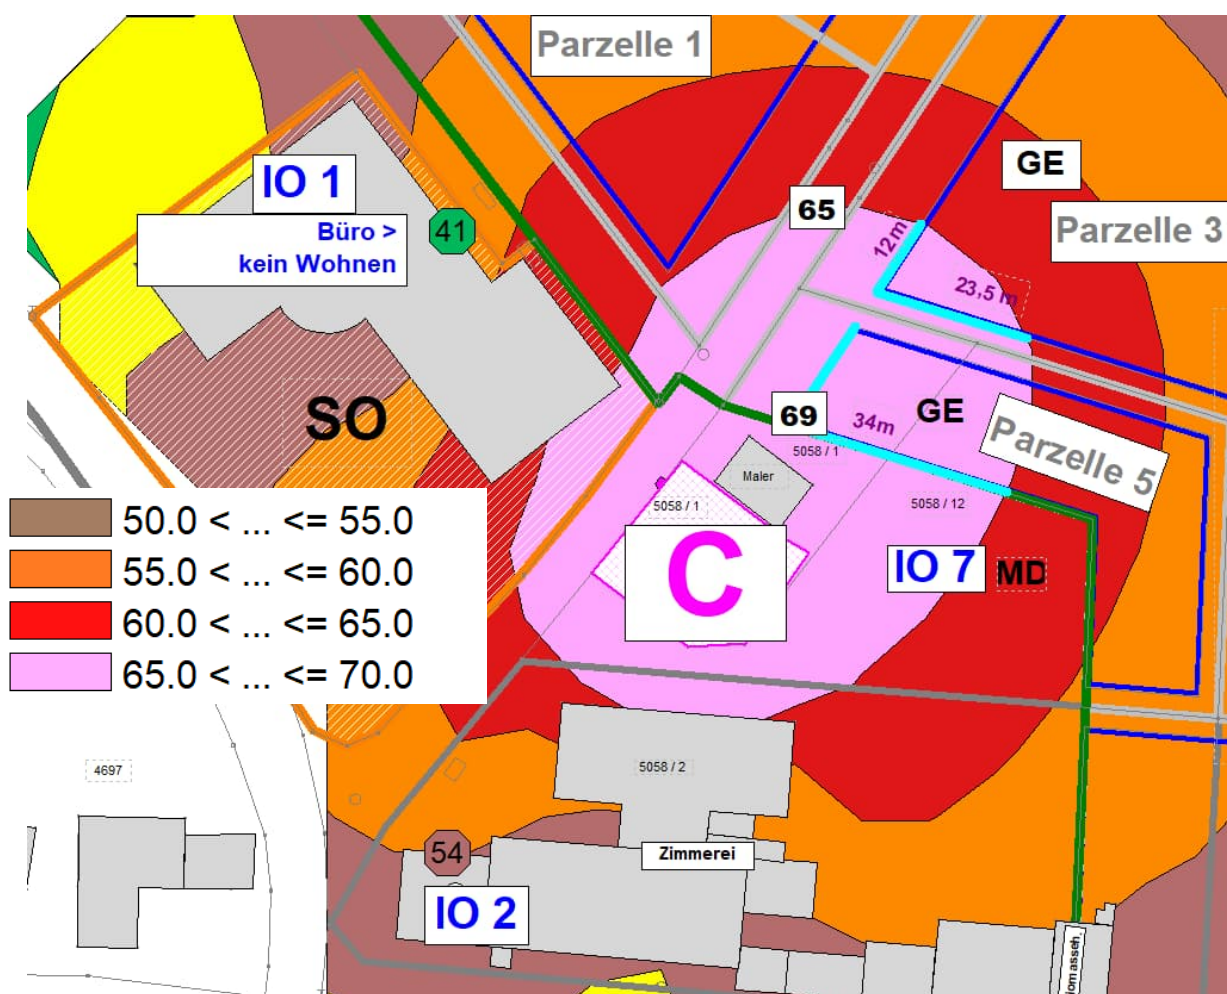 Parzelle 1
GE
IO 1
65
Parzelle 3
Büro >
kein Wohnen
41
12m
23,5 m
SO
69
34m
GE
Parzelle 5
5058 / 1
Maler
5058 / 1
5058 / 12
50.0 < ... <= 55.0
55.0 < ... <= 60.0
60.0 < ... <= 65.0
65.0 < ... <= 70.0
C
IO 7
MD
4697
5058 / 2
54
Zimmerei
IO 2